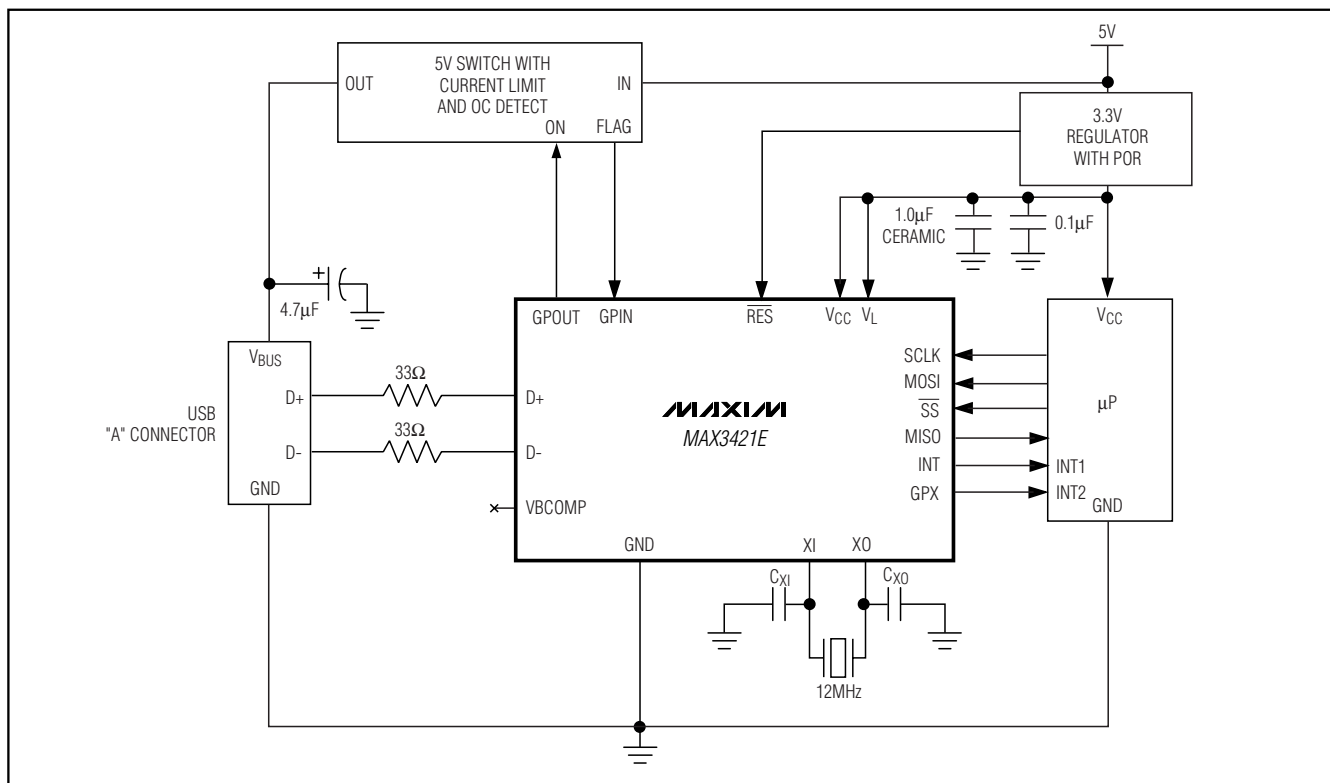 5V
5V SWITCH WITH
CURRENT LIMIT
AND OC DETECT
OUT
IN
ON
FLAG
3.3V
REGULATOR
WITH POR
1.0µF
CERAMIC
0.1µF
+
4.7µF
GPOUT
GPIN
RES
VCC
VL
VCC
VBUS
D+
D-
GND
USB
"A" CONNECTOR
33Ω
33Ω
D+
D-
VBCOMP
GND
XI
XO
MAXIM
MAX3421E
SCLK
MOSI
SS
MISO
INT
GPX
µP
INT1
INT2
GND
CXI
CXO
12MHz